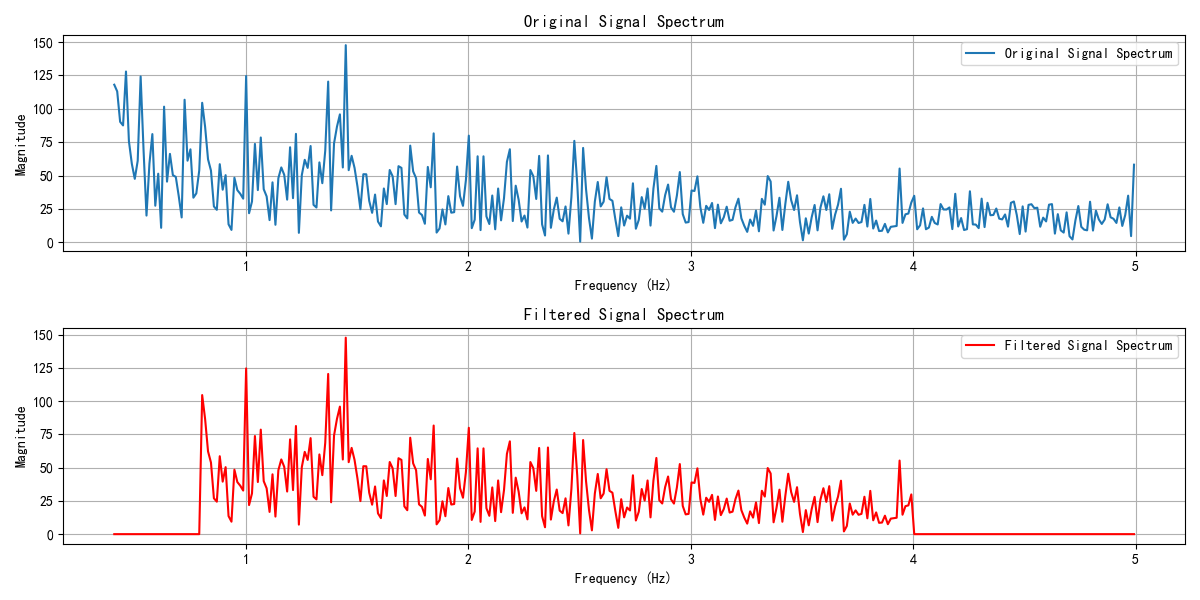 Original Signal Spectrum
150
125
100
75
50
25
0
Magnitude
Original Signal Spectrum
1 2 3 4 5
Frequency (Hz)
Filtered Signal Spectrum
150
125
100
75
50
25
0
Magnitude
Filtered Signal Spectrum
1 2 3 4 5
Frequency (Hz)